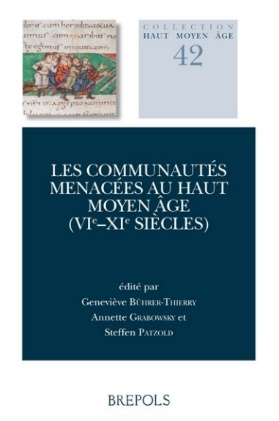 COLLECTION
HAUT MOYEN ÂGE
42
LES COMMUNAUTÉS
MENACÉES AU HAUT
MOYEN ÂGE
(VIe–XIe SIÈCLES)
édité par
Geneviève Bührer-Thierry
Annette Grabowsky et
Steffen Patzold
BREPOLS